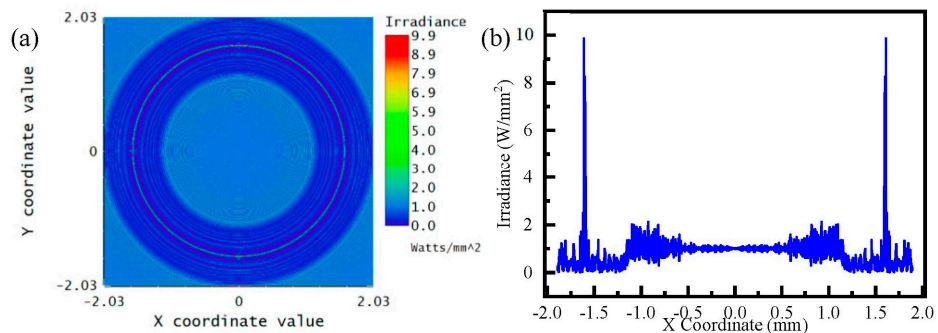 (a)
2.03
0
-2.03
Y coordinate value
-2.03
0
2.03
X coordinate value
Irradiance
9.9
8.9
7.9
6.9
5.9
4.9
4.0
3.0
2.0
1.0
0.0
Watts/mm^2
(b)
10
8
6
4
2
0
Irradiance (W/mm²)
-2.0 -1.5 -1.0 -0.5 0.0 0.5 1.0 1.5 2.0
X Coordinate (mm)